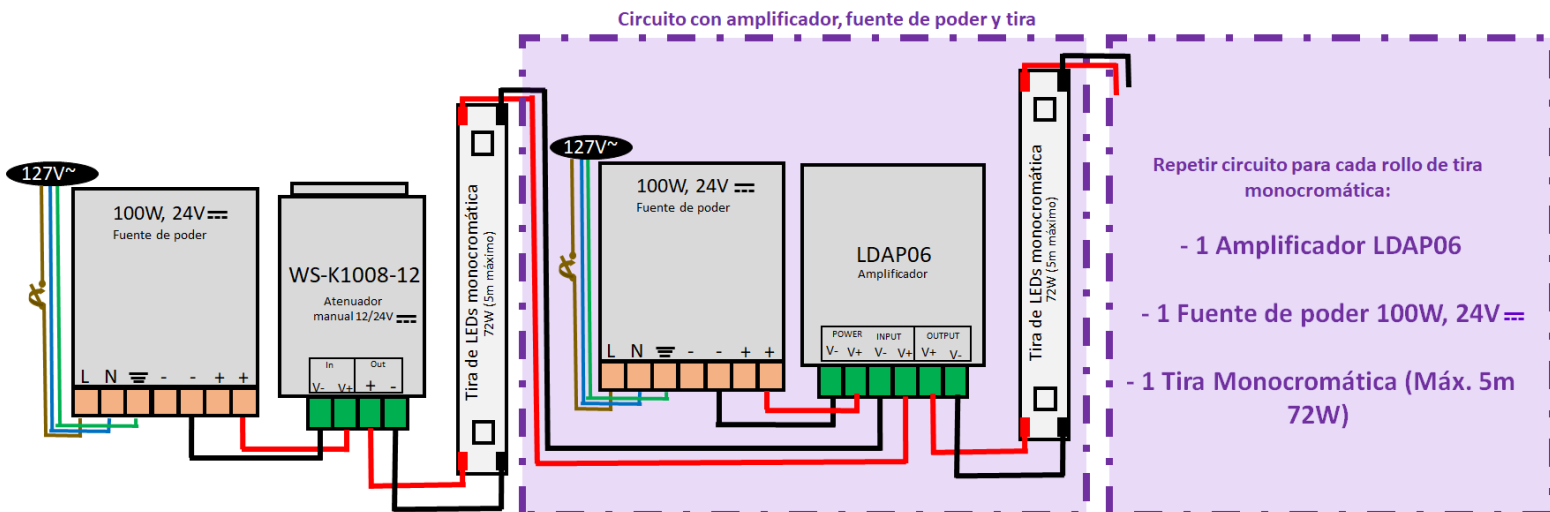 Circuito con amplificador, fuente de poder y tira
127V~
100W, 24V
Fuente de poder
L N - - + +
WS-K1008-12
Atenuador
manual 12/24V
In Out
V- V+ + -
Tira de LEDs monocromática
72W (5m máximo)
127V~
100W, 24V
Fuente de poder
L N - - + +
LDAP06
Amplificador
POWER INPUT OUTPUT
V- V+ V- V+ V+ V-
Tira de LEDs monocromática
72W (5m máximo)
Repetir circuito para cada rollo de tira
monocromática:
- 1 Amplificador LDAP06
- 1 Fuente de poder 100W, 24V
- 1 Tira Monocromática (Máx. 5m
72W)